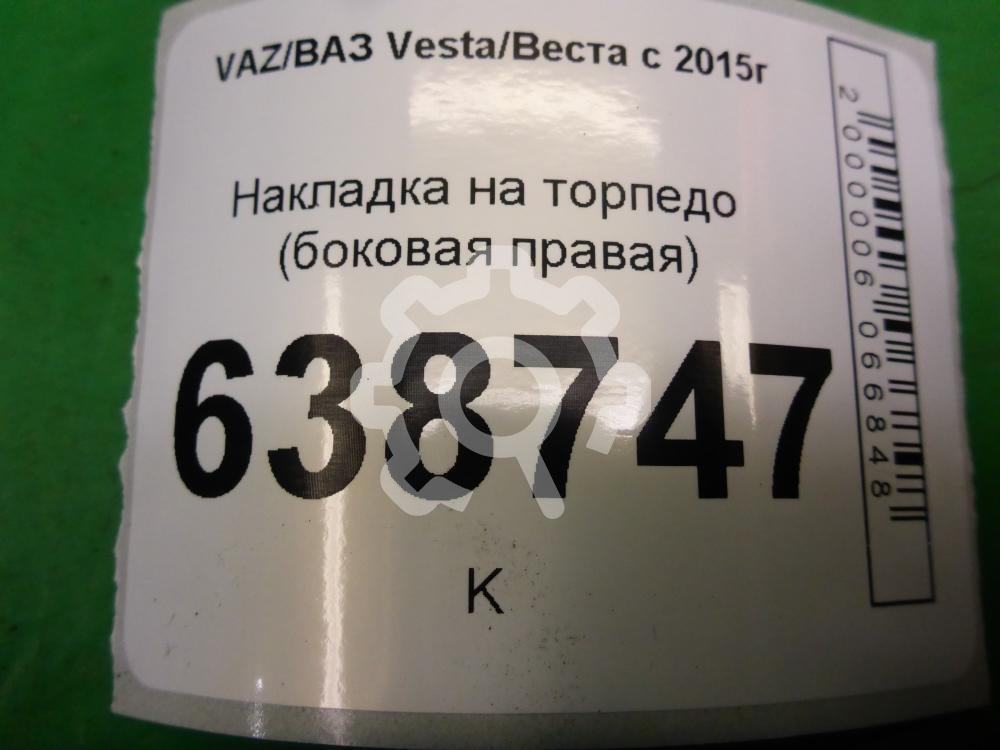 VAZ/ВАЗ Vesta/Веста с 2015г
Накладка на торпедо
(боковая правая)
638747
К
2000006066848